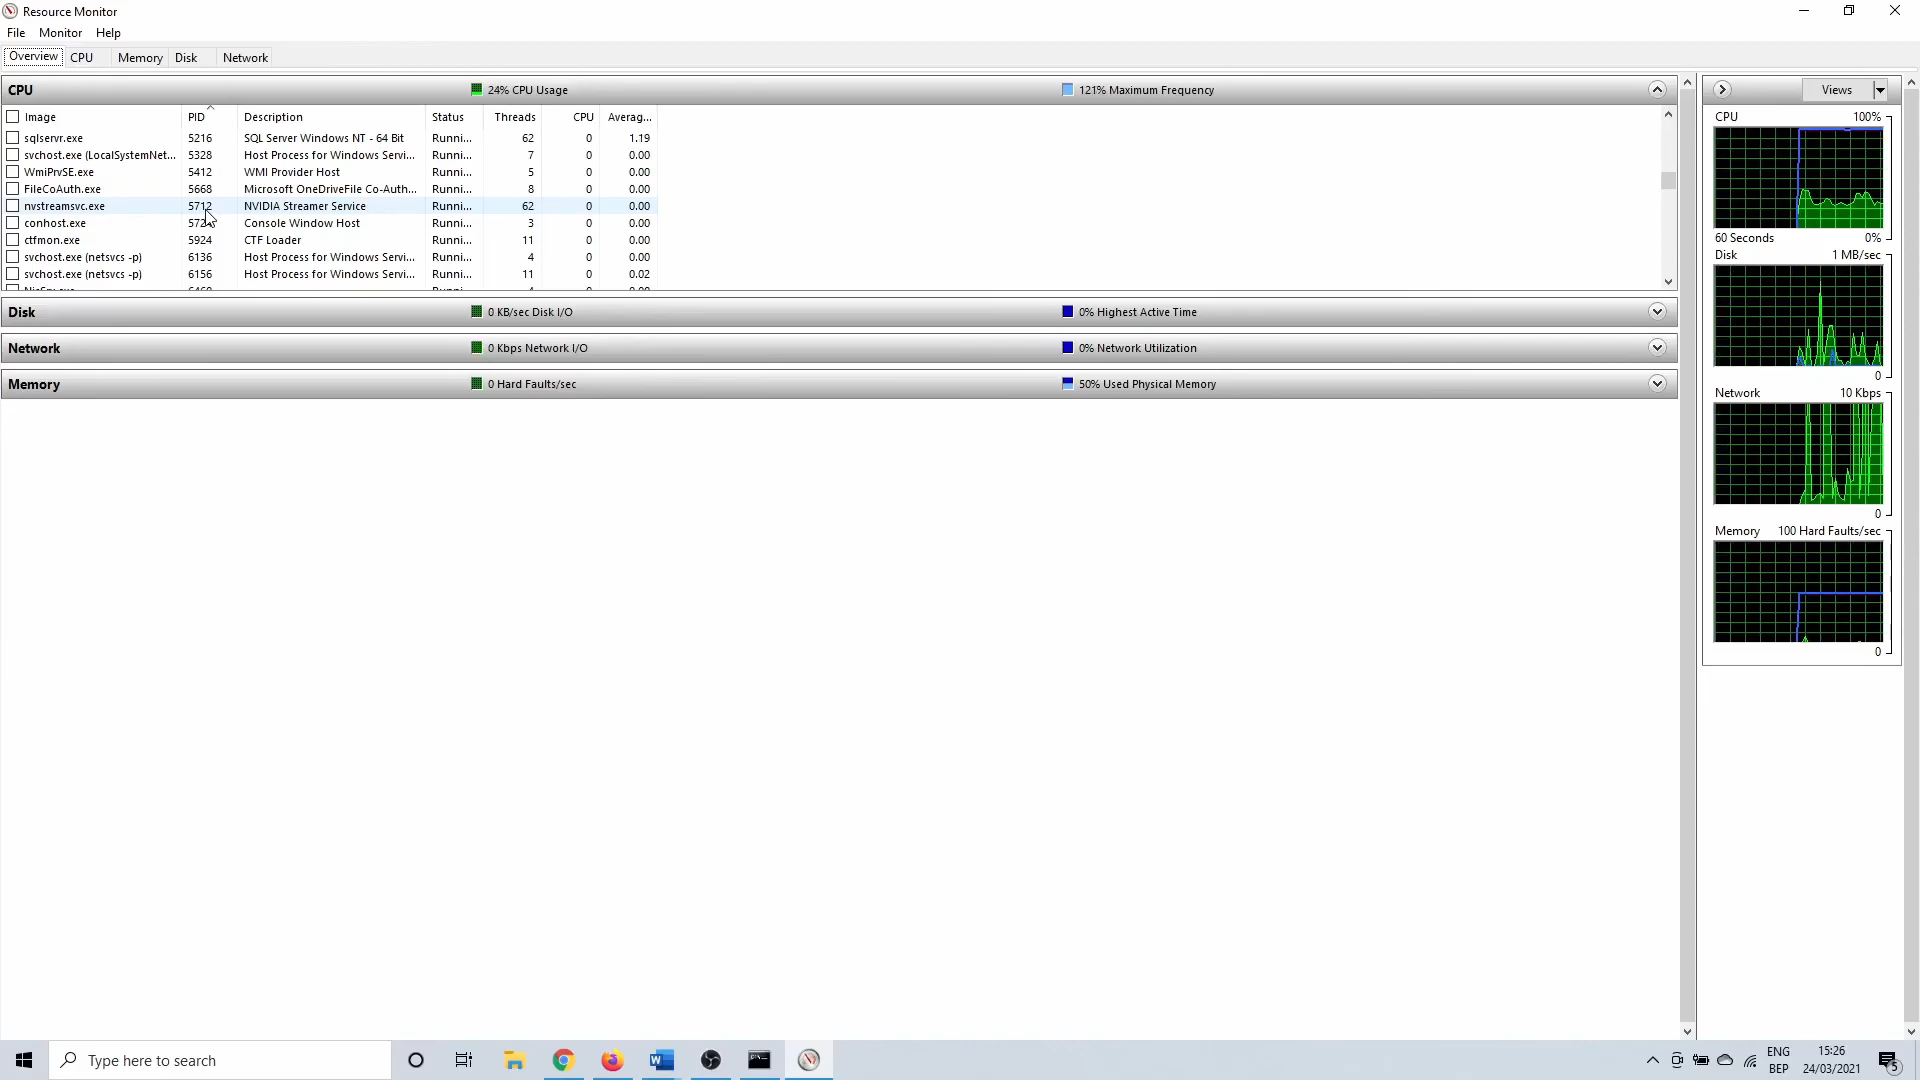 Resource Monitor
File Monitor Help
Overview CPU Memory Disk Network
CPU 24% CPU Usage 121% Maximum Frequency
Image PID Description Status Threads CPU Averag...
sqlservr.exe 5216 SQL Server Windows NT - 64 Bit Runni... 62 0 1.19
svchost.exe (LocalSystemNet... 5328 Host Process for Windows Servi... Runni... 7 0 0.00
WmiPrvSE.exe 5412 WMI Provider Host Runni... 5 0 0.00
FileCoAuth.exe 5668 Microsoft OneDriveFile Co-Auth... Runni... 8 0 0.00
nvstreamsvc.exe 5712 NVIDIA Streamer Service Runni... 62 0 0.00
conhost.exe Console Window Host Runni... 3 0 0.00
ctfmon.exe 5924 CTF Loader Runni... 11 0 0.00
svchost.exe (netsvcs -p) 6136 Host Process for Windows Servi... Runni... 4 0 0.00
svchost.exe (netsvcs -p) 6156 Host Process for Windows Servi... Runni... 11 0 0.02
Disk 0 KB/sec Disk I/O 0% Highest Active Time
Network 0 Kbps Network I/O 0% Network Utilization
Memory 0 Hard Faults/sec 50% Used Physical Memory
Views
CPU 100%
60 Seconds 0%
Disk 1 MB/sec
0
Network 10 Kbps
0
Memory 100 Hard Faults/sec
0
Type here to search
ENG
BEP
15:26
24/03/2021
5